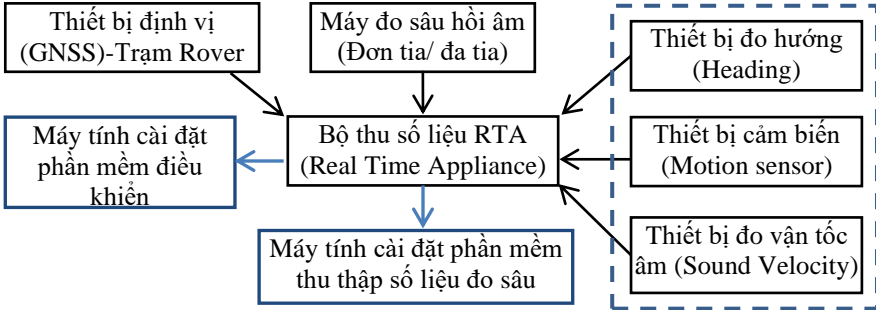 Thiết bị định vị
(GNSS)-Trạm Rover
Máy đo sâu hồi âm
(Đơn tia/ đa tia)
Thiết bị đo hướng
(Heading)
Máy tính cài đặt
phần mềm điều
khiển
Bộ thu số liệu RTA
(Real Time Appliance)
Thiết bị cảm biến
(Motion sensor)
Máy tính cài đặt phần mềm
thu thập số liệu đo sâu
Thiết bị đo vận tốc
âm (Sound Velocity)